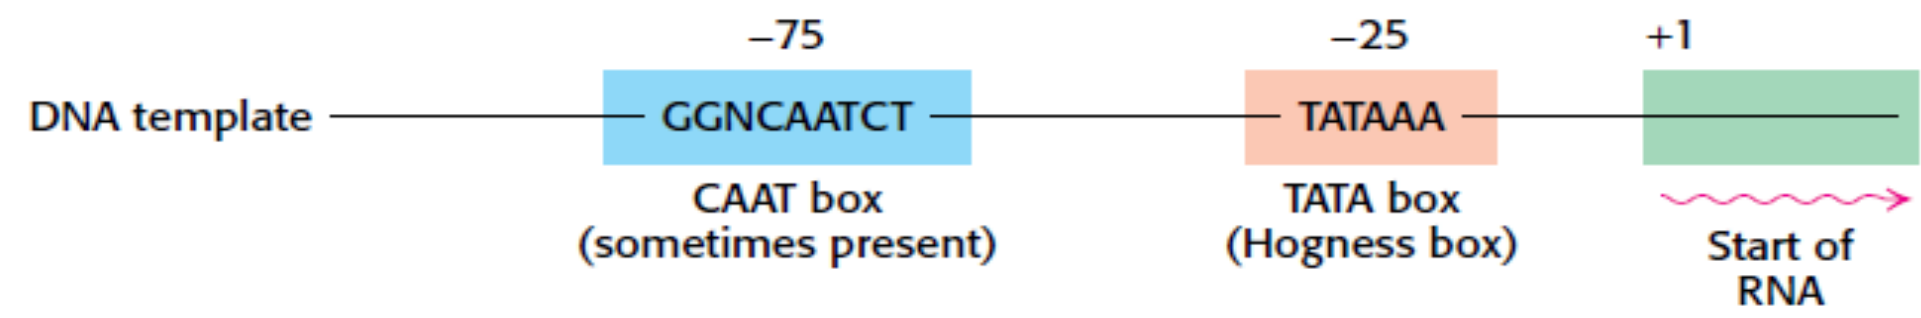 −75 −25 +1
DNA template GGNCAATCT TATAAA
CAAT box TATA box
(sometimes present) (Hogness box) Start of
RNA